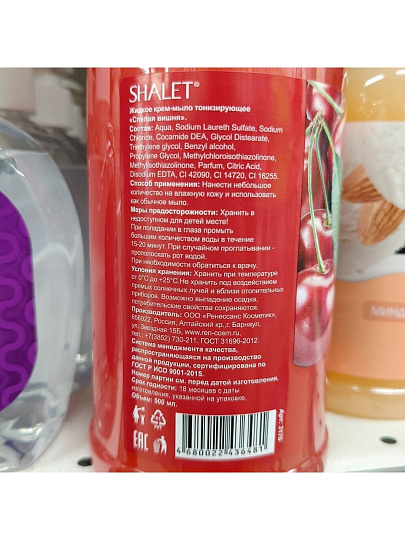 SHALET®
Жидкое крем-мыло тонизирующее
«Спелая вишня».
Состав: Aqua, Sodium Laureth Sulfate, Sodium
Chloride, Cocamide DEA, Glycol Distearate,
Triethylene glycol, Benzyl alcohol,
Propylene Glycol, Methylchloroisothiazolinone,
Methylisothiazolinone, Parfum, Citric Acid,
Disodium EDTA, CI 42090, CI 14720, CI 16255.
Способ применения: Нанести небольшое
количество на влажную кожу и использовать
как обычное мыло.
Меры предосторожности: Хранить в
недоступном для детей месте!
При попадании в глаза промыть
большим количеством воды в течение
15-20 минут. При случайном проглатывании -
прополоскать рот водой.
При необходимости обратиться к врачу.
Условия хранения: Хранить при температуре
от 0°С до +25°С.Не хранить под воздействием
прямых солнечных лучей и вблизи отопительных
приборов. Возможно выпадение осадка,
потребительские свойства сохраняются.
Производитель: ООО «Ренессанс Косметик»,
658922, Россия, Алтайский кр., г. Барнаул,
ул. Звездная 15Б. www.ren-cosm.ru,
тел: +7(3852) 730-211. ГОСТ 31696-2012.
Система менеджмента качества,
распространяющаяся на производство
данной продукции, сертифицирована по
ГОСТ Р ИСО 9001-2015.
Номер партии см. перед датой изготовления.
Срок годности: 18 месяцев с даты
изготовления, указанной на упаковке.
Объем: 500 мл.
EAC
4680022436481
МИНД